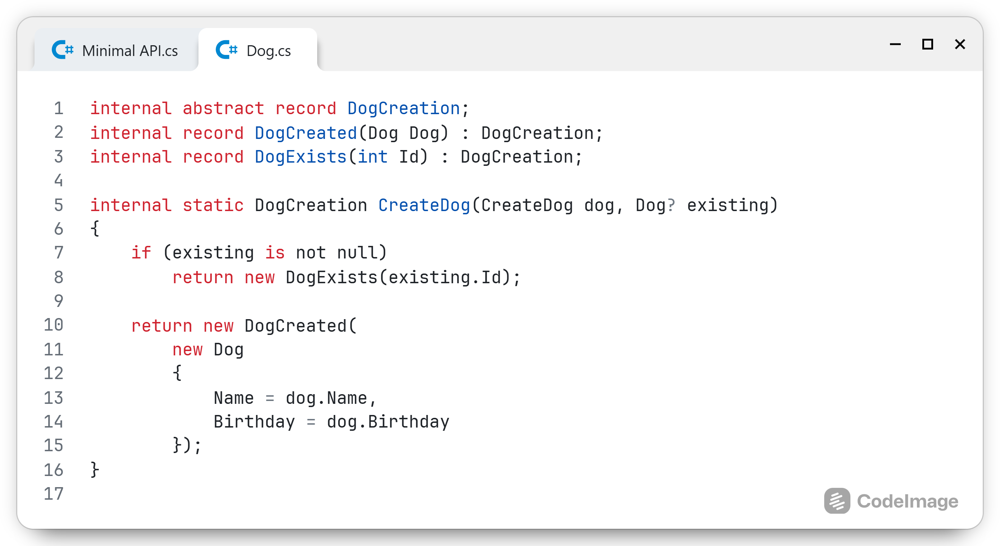 Minimal API.cs
Dog.cs
1 internal abstract record DogCreation;
2 internal record DogCreated(Dog Dog) : DogCreation;
3 internal record DogExists(int Id) : DogCreation;
4
5 internal static DogCreation CreateDog(CreateDog dog, Dog? existing)
6 {
7     if (existing is not null)
8         return new DogExists(existing.Id);
9
10     return new DogCreated(
11         new Dog
12         {
13             Name = dog.Name,
14             Birthday = dog.Birthday
15         });
16 }
17
CodeImage